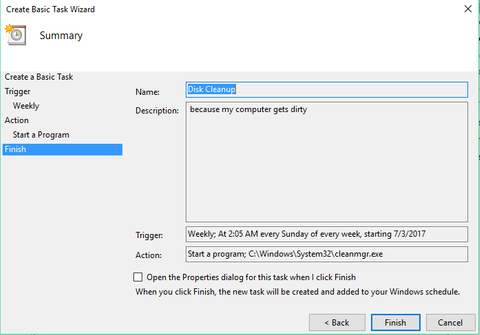 Create Basic Task Wizard
Summary
Create a Basic Task
Trigger
Weekly
Action
Start a Program
Finish
Name:
Disk Cleanup
Description:
because my computer gets dirty
Trigger:
Weekly; At 2:05 AM every Sunday of every week, starting 7/3/2017
Action:
Start a program; C:\Windows\System32\cleanmgr.exe
Open the Properties dialog for this task when I click Finish
When you click Finish, the new task will be created and added to your Windows schedule.
< Back
Finish
Cancel